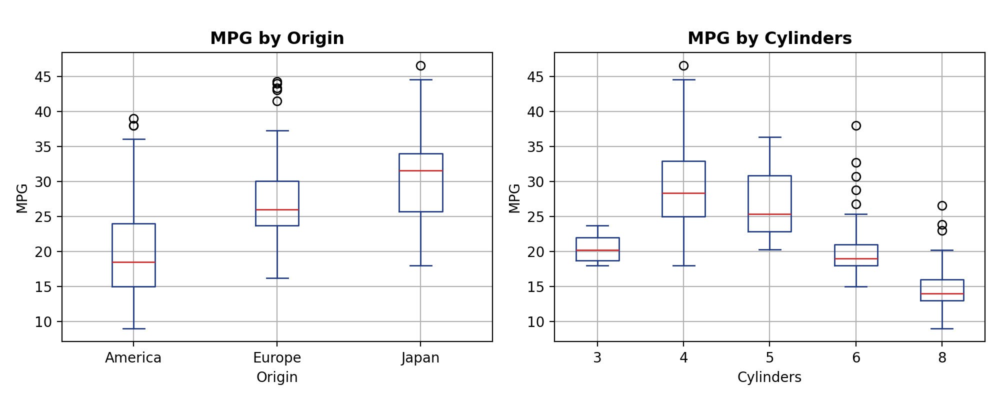 MPG by Origin
MPG
45
40
35
30
25
20
15
10
America Europe Japan
Origin
MPG by Cylinders
MPG
45
40
35
30
25
20
15
10
3 4 5 6 8
Cylinders